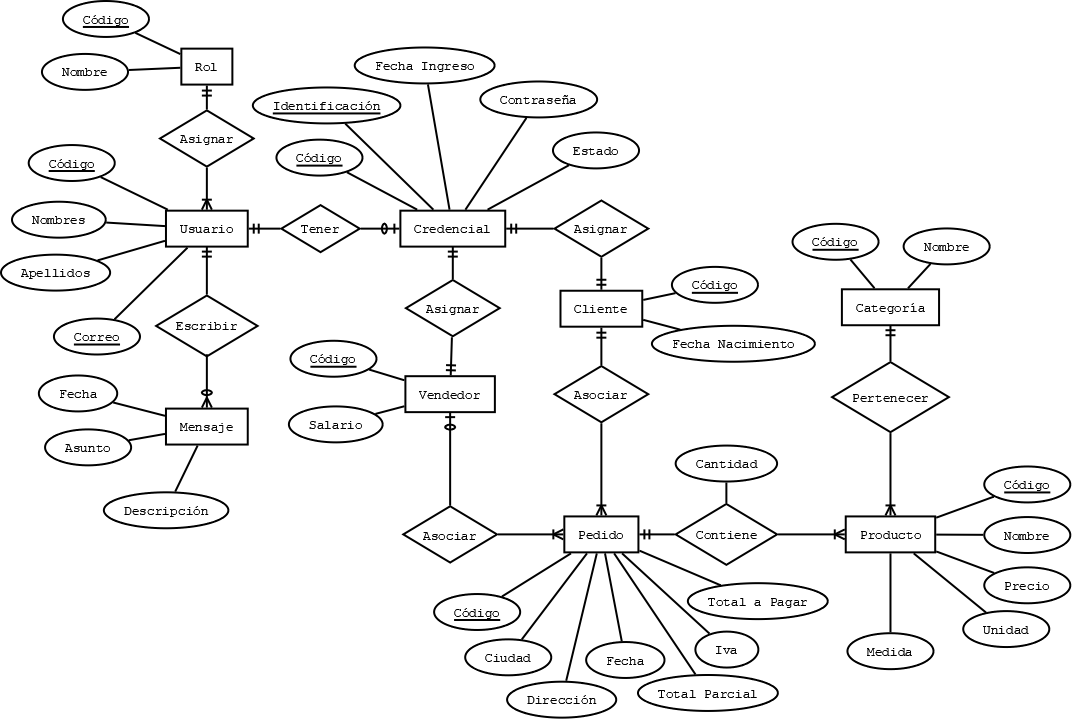 Código
Nombre
Rol
Asignar
Código
Nombres
Apellidos
Correo
Usuario
Tener
Escribir
Fecha
Asunto
Mensaje
Descripción
Fecha Ingreso
Identificación
Contraseña
Código
Estado
Credencial
Asignar
Asignar
Código
Cliente
Fecha Nacimiento
Código
Salario
Vendedor
Asociar
Asociar
Código
Nombre
Categoría
Pertenecer
Cantidad
Pedido
Contiene
Producto
Código
Nombre
Precio
Unidad
Medida
Código
Ciudad
Dirección
Fecha
Total Parcial
Iva
Total a Pagar